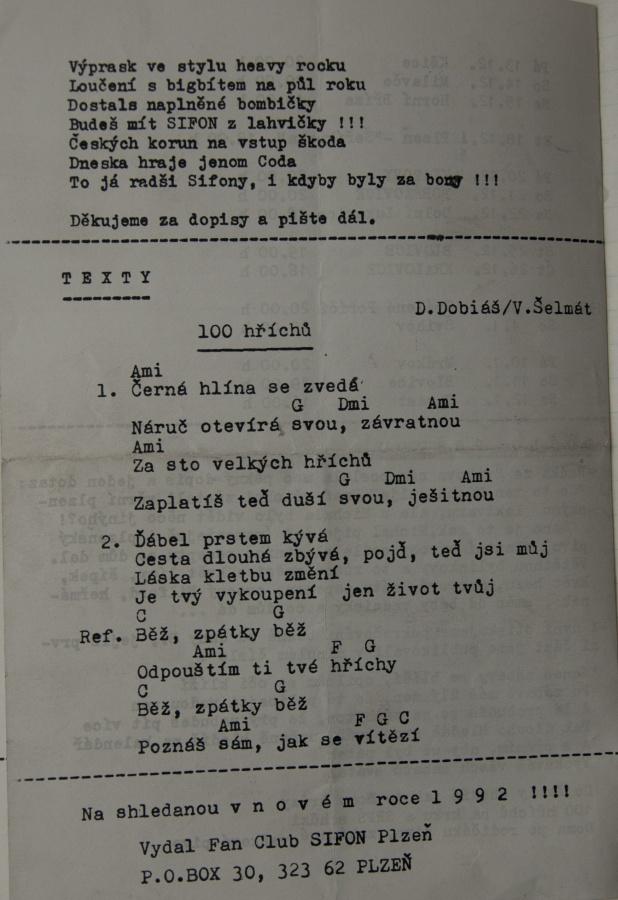 Výprask ve stylu heavy rocku
Loučení s bigbítem na půl roku
Dostals naplněné bombičky
Budeš mít SIFON z lahvičky !!!
Českých korun na vstup škoda
Dneska hraje jenom Coda
To já radši Sifony, i kdyby byly za bony !!!
Děkujeme za dopisy a pište dál.
TEXTY
D.Dobiáš/V.Šelmát
100 hříchů
Ami
1. Černá hlína se zvedá
G Dmi Ami
Náruč otevírá svou, závratnou
Ami
Za sto velkých hříchů
G Dmi Ami
Zaplatíš teď duší svou, ješitnou
2. Ďábel prstem kývá
Cesta dlouhá zbývá, pojď, teď jsi můj
Láska kletbu změní
Je tvý vykoupení jen život tvůj
C G
Ref. Běž, zpátky běž
Ami F G
Odpouštím ti tvé hříchy
C G
Běž, zpátky běž
Ami F G C
Poznáš sám, jak se vítězí
Na shledanou v novém roce 1992 !!!!
Vydal Fan Club SIFON Plzeň
P.O.BOX 30, 323 62 PLZEŇ